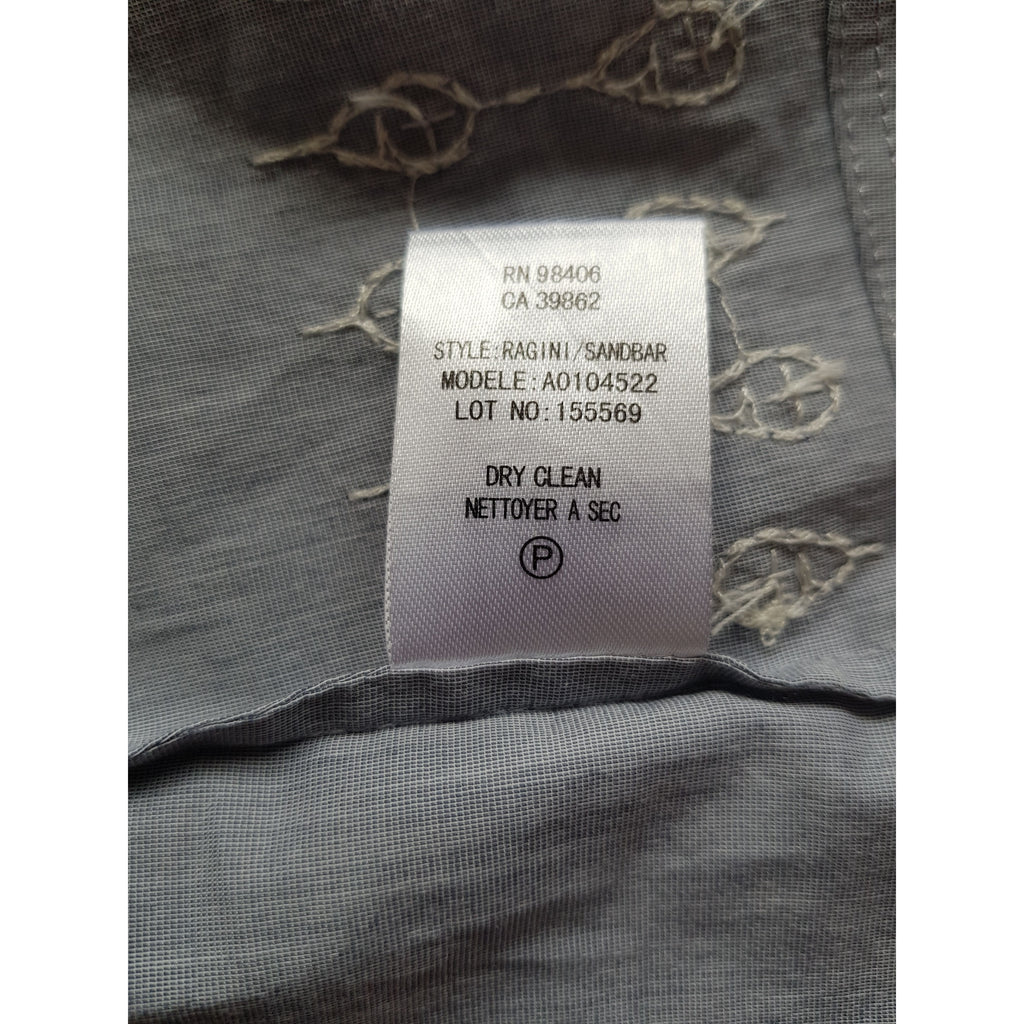 RN 98406
CA 39862
STYLE:RAGINI/SANDBAR
MODELE:A0104522
LOT NO:155569
DRY CLEAN
NETTOYER A SEC
P